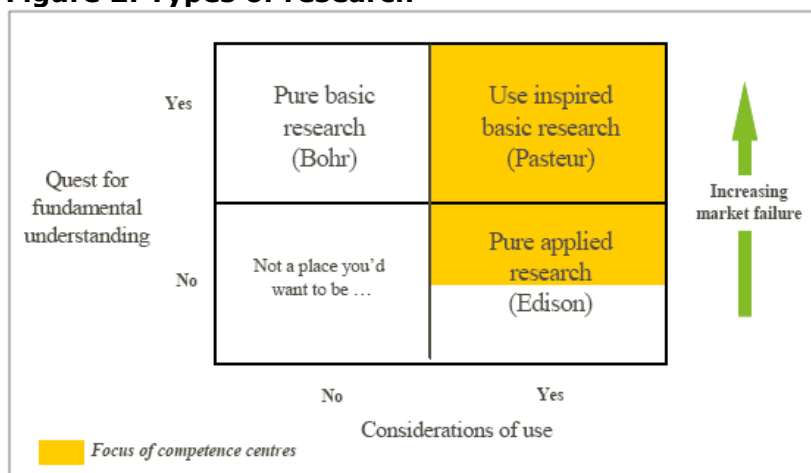 Figure 2: Types of research
Yes
Pure basic
research
(Bohr)
Use inspired
basic research
(Pasteur)
Quest for
fundamental
understanding
Increasing
market failure
No
Not a place you'd
want to be …
Pure applied
research
(Edison)
No
Yes
Considerations of use
Focus of competence centres